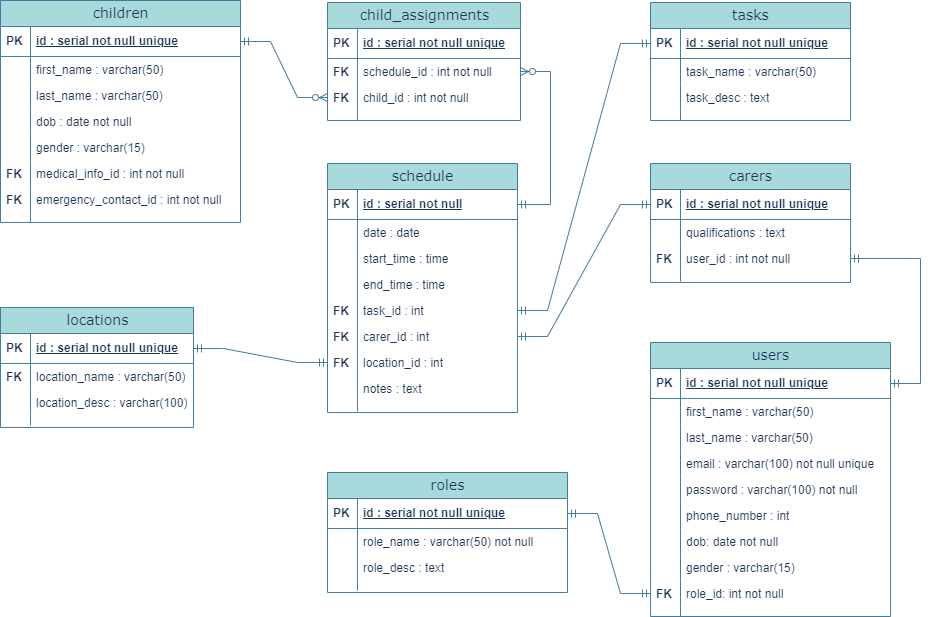 children
PK id : serial not null unique
first_name : varchar(50)
last_name : varchar(50)
dob : date not null
gender : varchar(15)
FK medical_info_id : int not null
FK emergency_contact_id : int not null
child_assignments
PK id : serial not null unique
FK schedule_id : int not null
FK child_id : int not null
tasks
PK id : serial not null unique
task_name : varchar(50)
task_desc : text
schedule
PK id : serial not null
date : date
start_time : time
end_time : time
FK task_id : int
FK carer_id : int
FK location_id : int
notes : text
carers
PK id : serial not null unique
qualifications : text
FK user_id : int not null
locations
PK id : serial not null unique
FK location_name : varchar(50)
location_desc : varchar(100)
users
PK id : serial not null unique
first_name : varchar(50)
last_name : varchar(50)
email : varchar(100) not null unique
password : varchar(100) not null
phone_number : int
dob: date not null
gender : varchar(15)
FK role_id: int not null
roles
PK id : serial not null unique
role_name : varchar(50) not null
role_desc : text